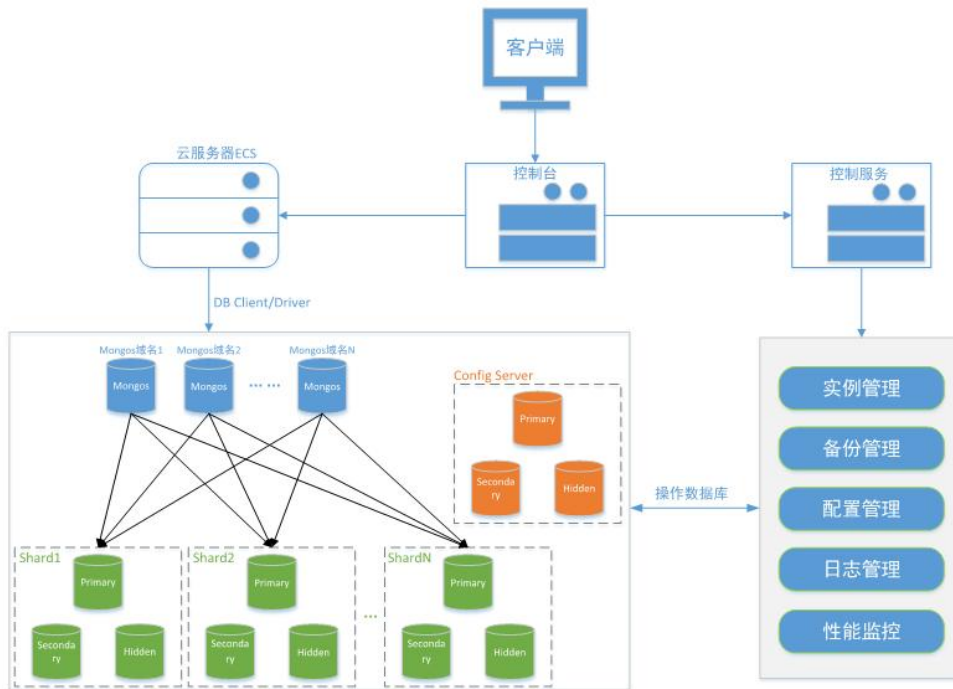 客户端
云服务器ECS
控制台
控制服务
DB Client/Driver
Mongos域名1
Mongos域名2
Mongos域名N
Mongos
Mongos
... ...
Mongos
Config Server
Primary
Seconda
ry
Hidden
操作数据库
实例管理
备份管理
配置管理
日志管理
性能监控
Shard1
Primary
Seconda
ry
Hidden
Shard2
Primary
Seconda
ry
Hidden
...
ShardN
Primary
Seconda
ry
Hidden